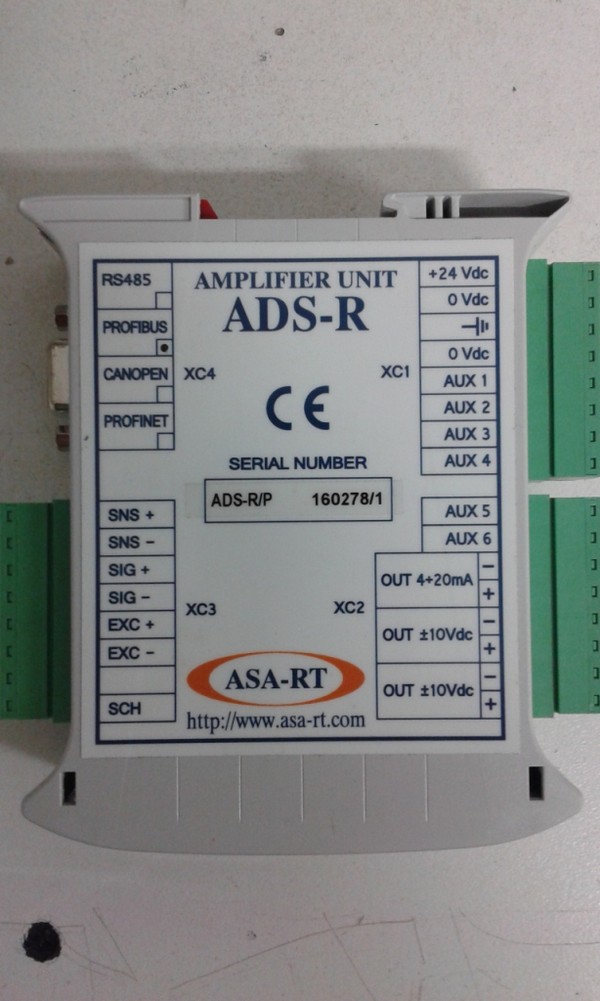 AMPLIFIER UNIT
ADS-R
RS485
PROFIBUS
CANOPEN
PROFINET
XC4
XC1
+24 Vdc
0 Vdc
0 Vdc
AUX 1
AUX 2
AUX 3
AUX 4
CE
SERIAL NUMBER
ADS-R/P 160278/1
SNS +
SNS -
SIG +
SIG -
EXC +
EXC -
SCH
XC3
XC2
AUX 5
AUX 6
OUT 4÷20mA - +
OUT ±10Vdc - +
OUT ±10Vdc - +
ASA-RT
http://www.asa-rt.com